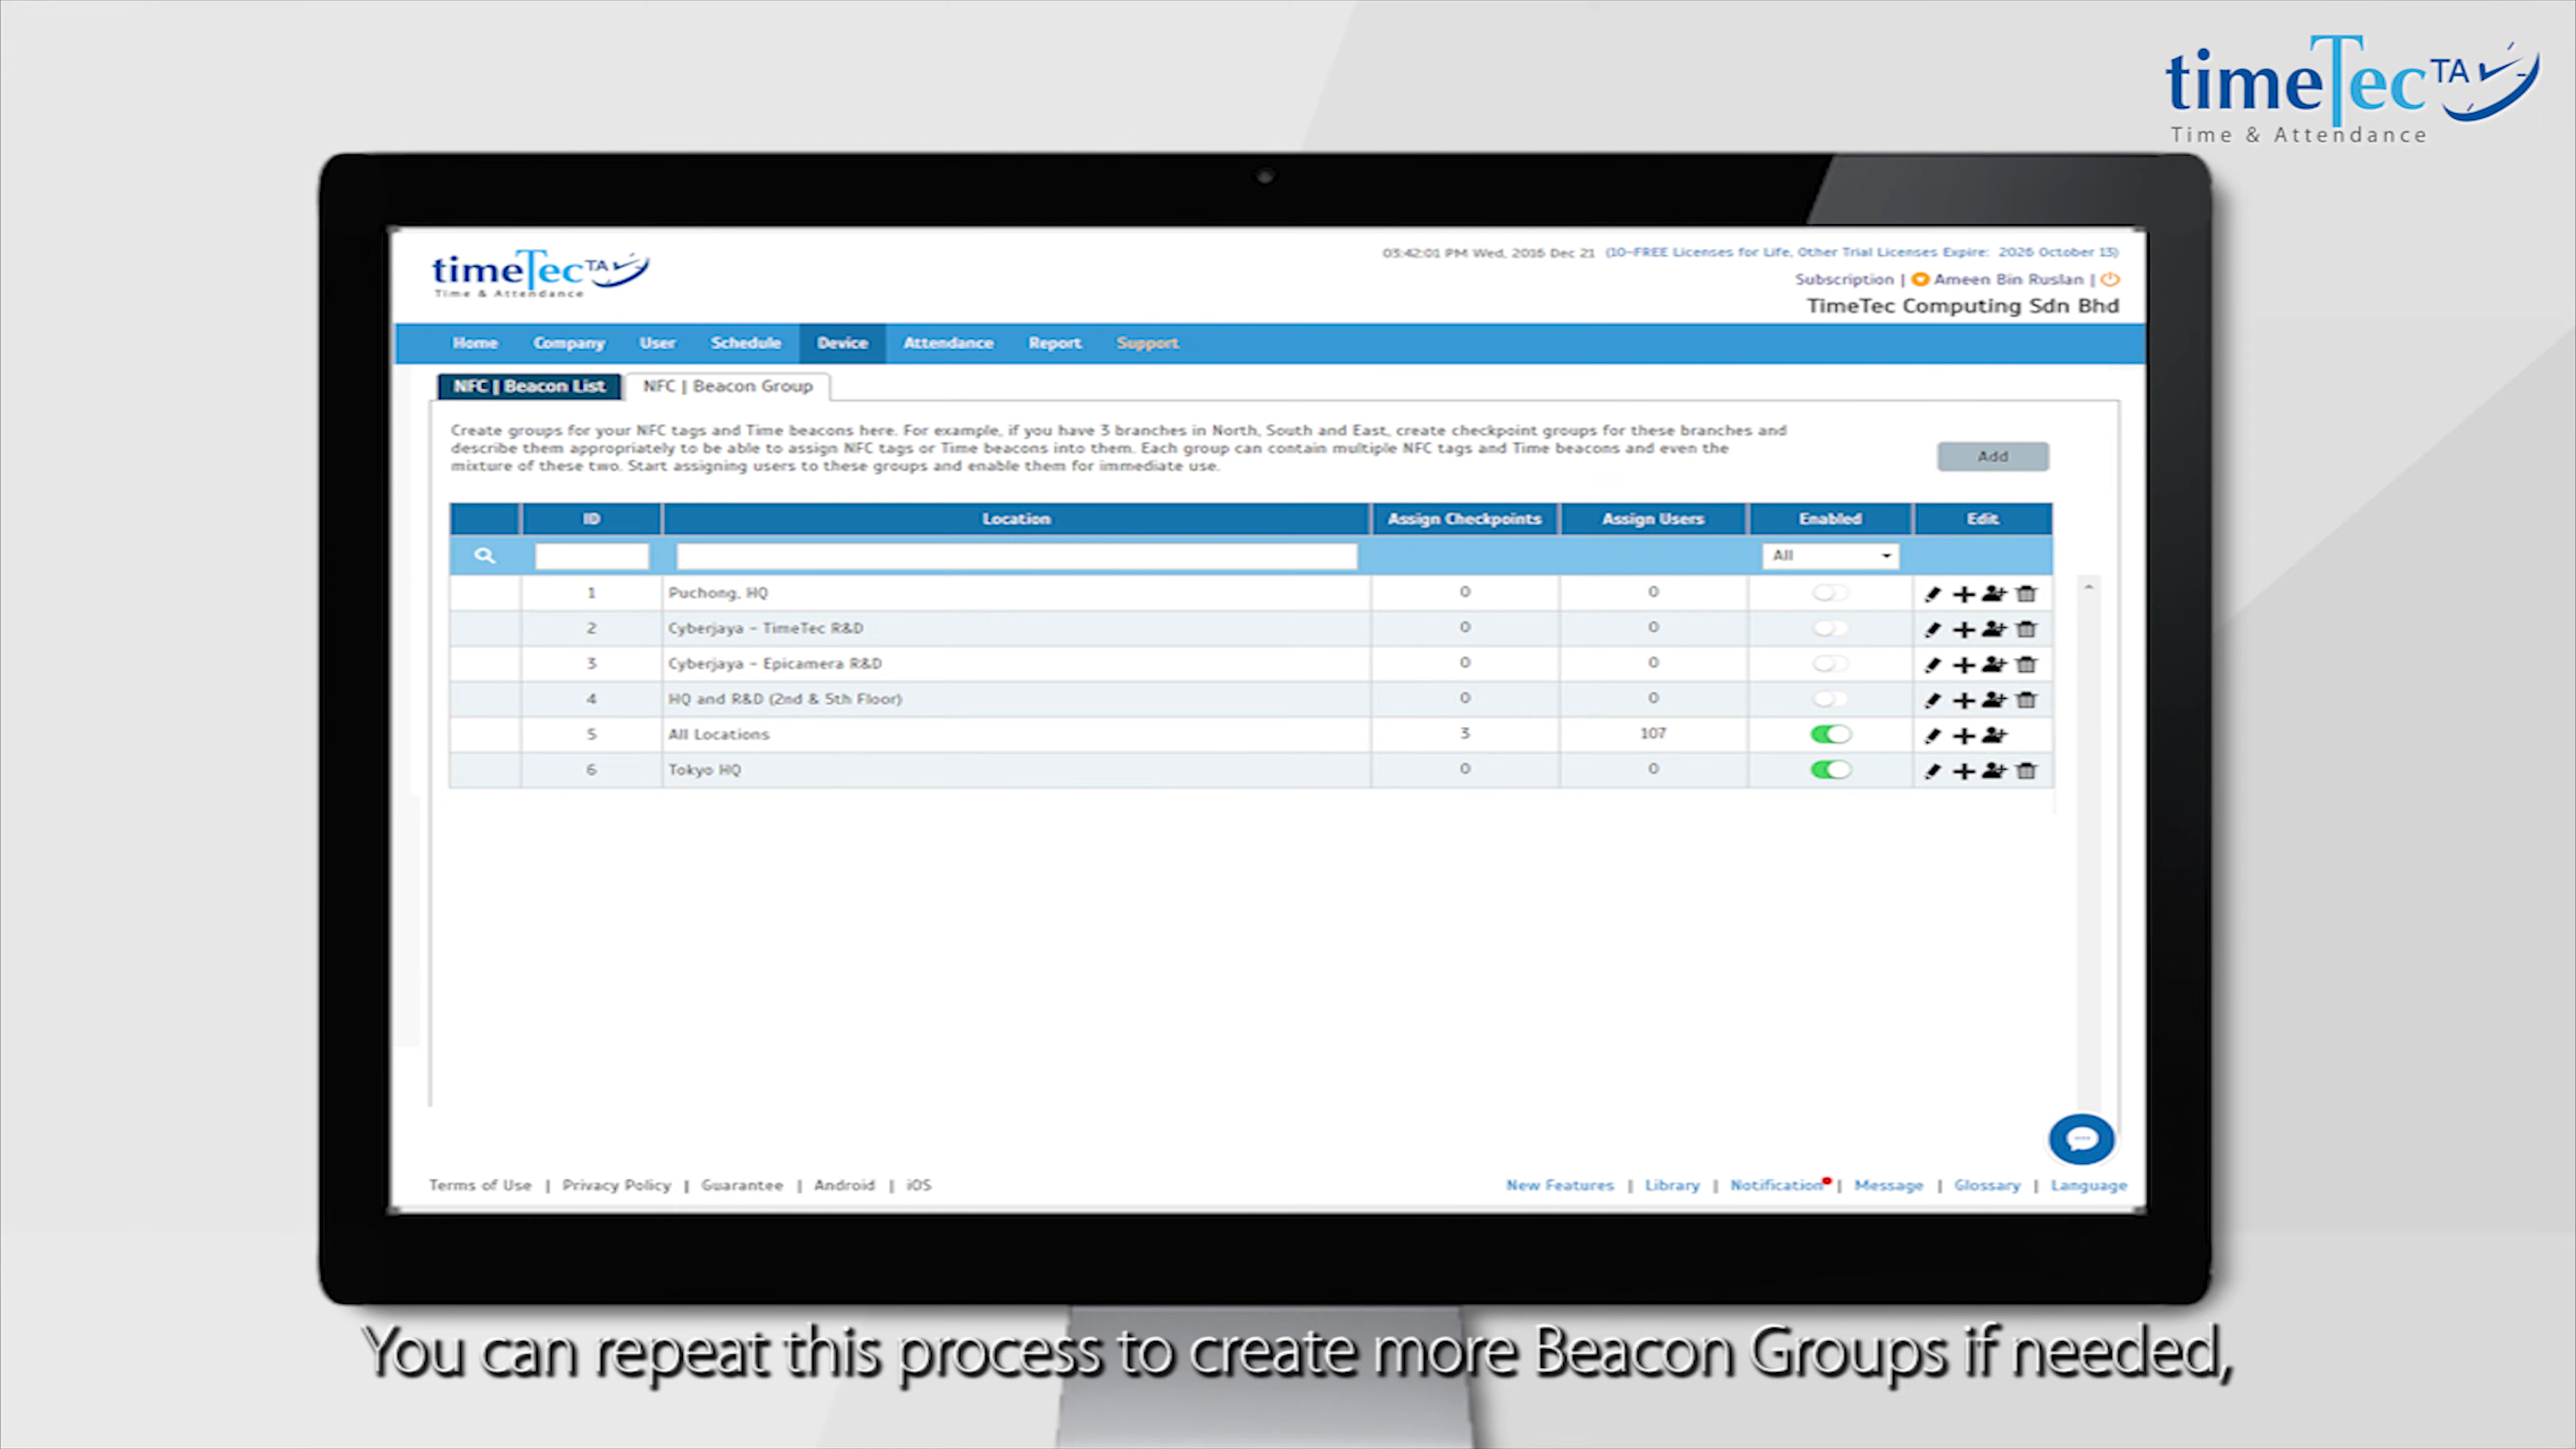 timeTec TA
Time & Attendance
timeTec TA
Time & Attendance
03:42:01 PM Wed, 2016 Dec 21 (10-FREE Licenses for Life, Other Trial Licenses Expire: 2026 October 13)
Subscription | Ameen Bin Ruslan |
TimeTec Computing Sdn Bhd
Home Company User Schedule Device Attendance Report Support
NFC | Beacon List NFC | Beacon Group
Create groups for your NFC tags and Time beacons here. For example, if you have 3 branches in North, South and East, create checkpoint groups for these branches and
describe them appropriately to be able to assign NFC tags or Time beacons into them. Each group can contain multiple NFC tags and Time beacons and even the
mixture of these two. Start assigning users to these groups and enable them for immediate use.
Add
ID Location Assign Checkpoints Assign Users Enabled Edit
All
1 Puchong, HQ 0 0
2 Cyberjaya - TimeTec R&D 0 0
3 Cyberjaya - Epicamera R&D 0 0
4 HQ and R&D (2nd & 5th Floor) 0 0
5 All Locations 3 107
6 Tokyo HQ 0 0
Terms of Use | Privacy Policy | Guarantee | Android | iOS
New Features | Library | Notification | Message | Glossary | Language
You can repeat this process to create more Beacon Groups if needed,